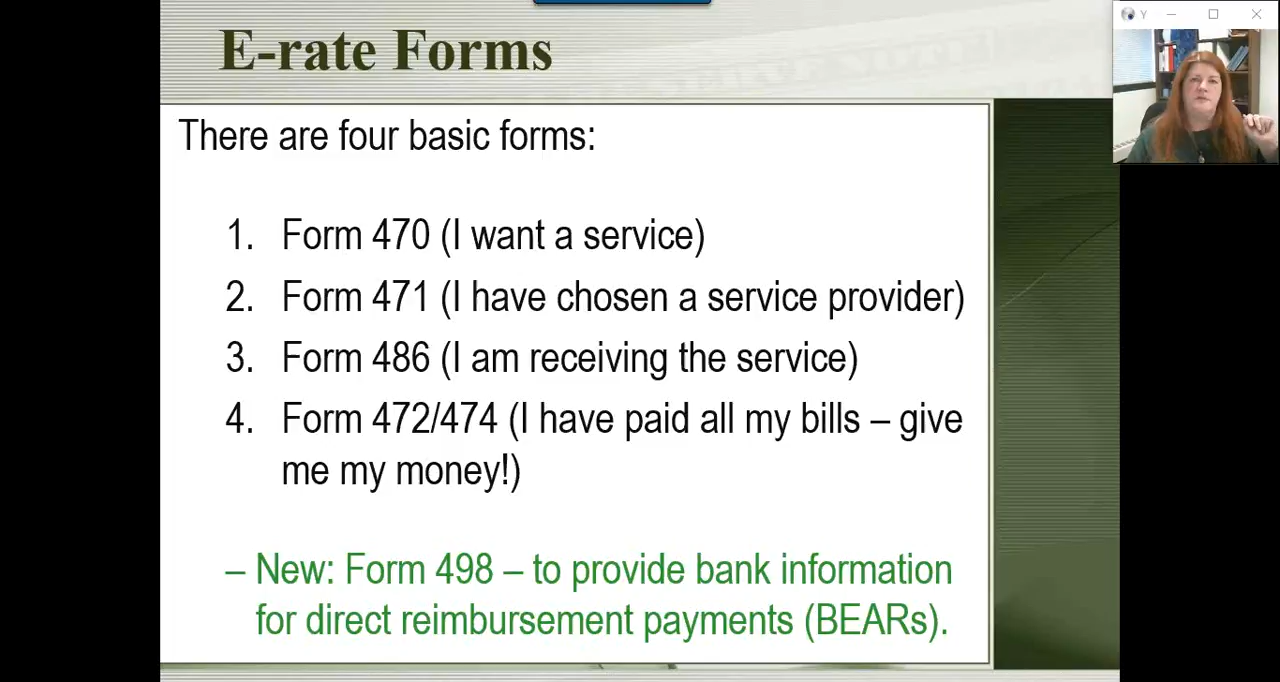 E-rate Forms
Y
There are four basic forms:
1. Form 470 (I want a service)
2. Form 471 (I have chosen a service provider)
3. Form 486 (I am receiving the service)
4. Form 472/474 (I have paid all my bills – give
me my money!)
– New: Form 498 – to provide bank information
for direct reimbursement payments (BEARs).